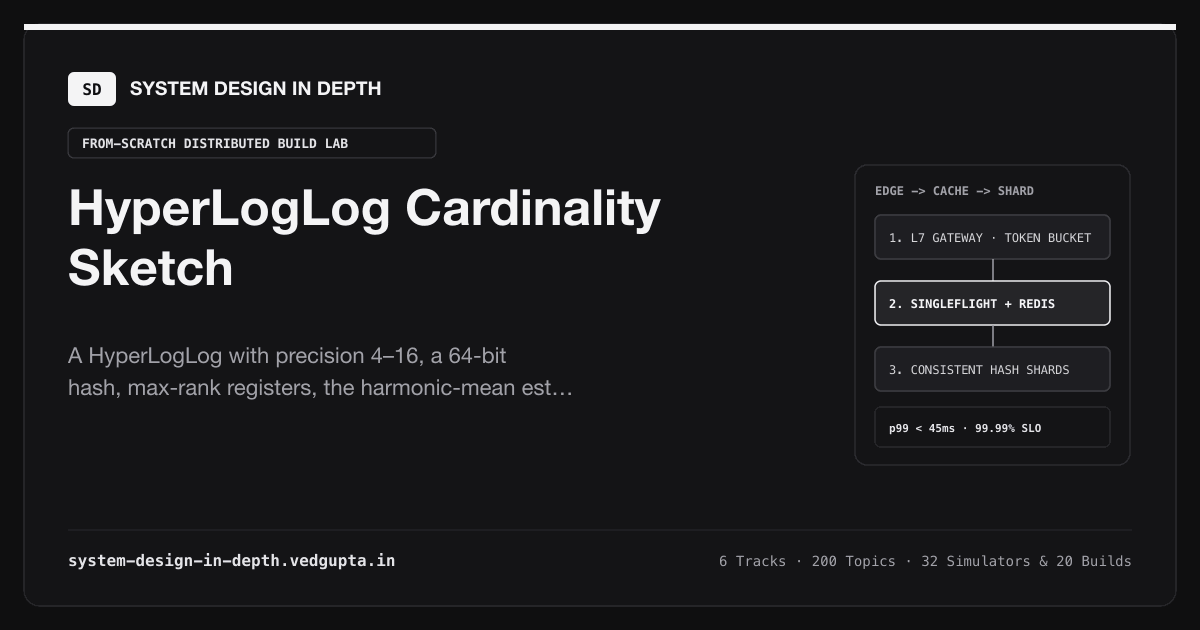 SD SYSTEM DESIGN IN DEPTH
FROM-SCRATCH DISTRIBUTED BUILD LAB
HyperLogLog Cardinality
Sketch
A HyperLogLog with precision 4–16, a 64-bit
hash, max-rank registers, the harmonic-mean est…
EDGE -> CACHE -> SHARD
1. L7 GATEWAY · TOKEN BUCKET
2. SINGLEFLIGHT + REDIS
3. CONSISTENT HASH SHARDS
p99 < 45ms · 99.99% SLO
system-design-in-depth.vedgupta.in
6 Tracks · 200 Topics · 32 Simulators & 20 Builds